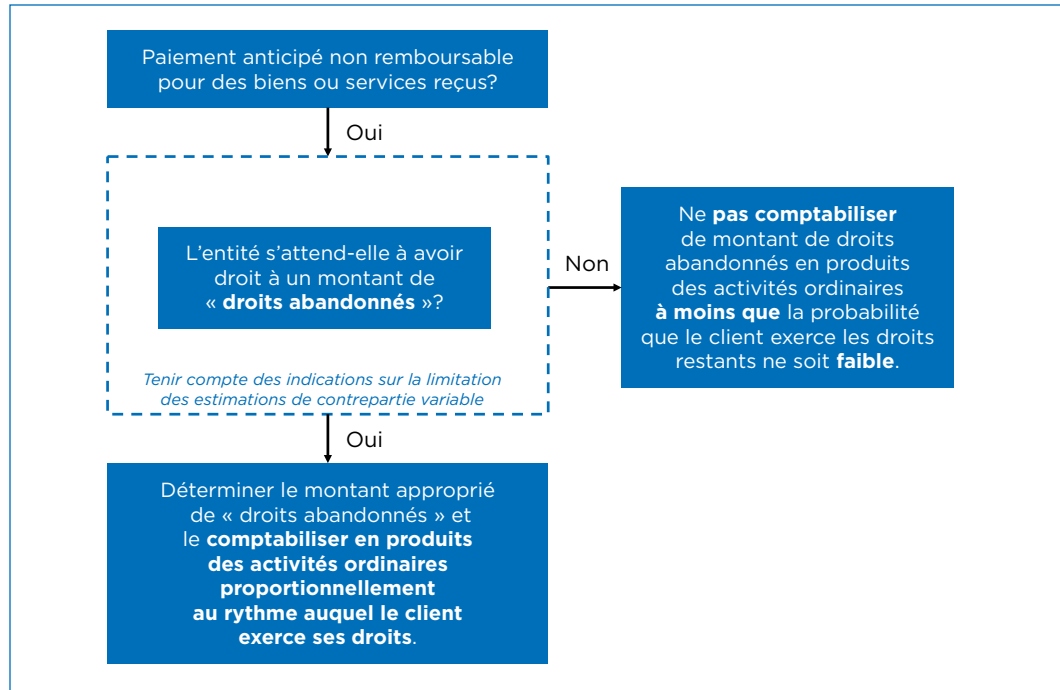 Paiement anticipé non remboursable
pour des biens ou services reçus?
Oui
L'entité s'attend-elle à avoir
droit à un montant de
« droits abandonnés »?
Tenir compte des indications sur la limitation
des estimations de contrepartie variable
Non
Ne pas comptabiliser
de montant de droits
abandonnés en produits
des activités ordinaires
à moins que la probabilité
que le client exerce les droits
restants ne soit faible.
Oui
Déterminer le montant approprié
de « droits abandonnés » et
le comptabiliser en produits
des activités ordinaires
proportionnellement
au rythme auquel le client
exerce ses droits.